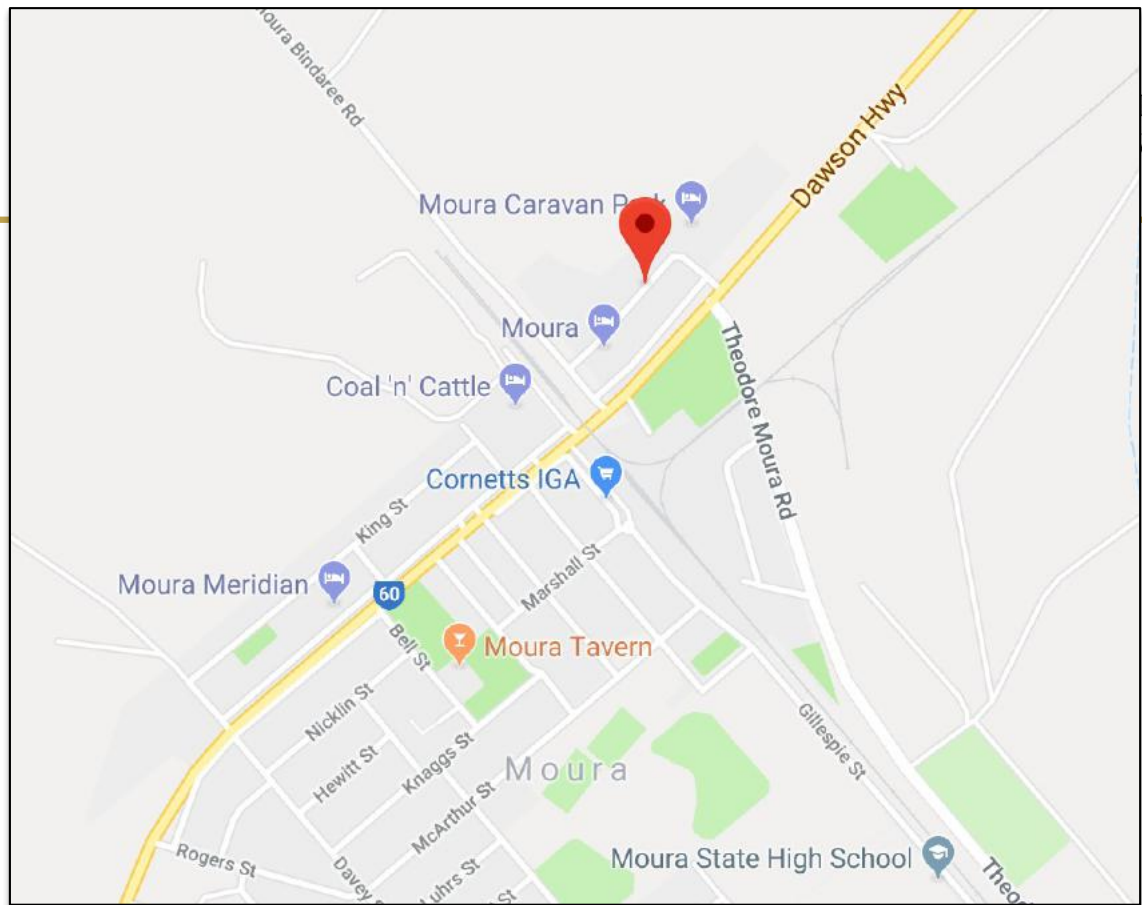 Moura Bindaree Rd
Dawson Hwy
Moura Caravan Park
Moura
Theodore Moura Rd
Coal 'n' Cattle
Cornetts IGA
King St
Marshall St
Moura Meridian
60
Bell St
Moura Tavern
Nicklin St
Gillespie St
Hewitt St
Knaggs St
Moura
McArthur St
Rogers St
Davey
Luhrs St
Moura State High School